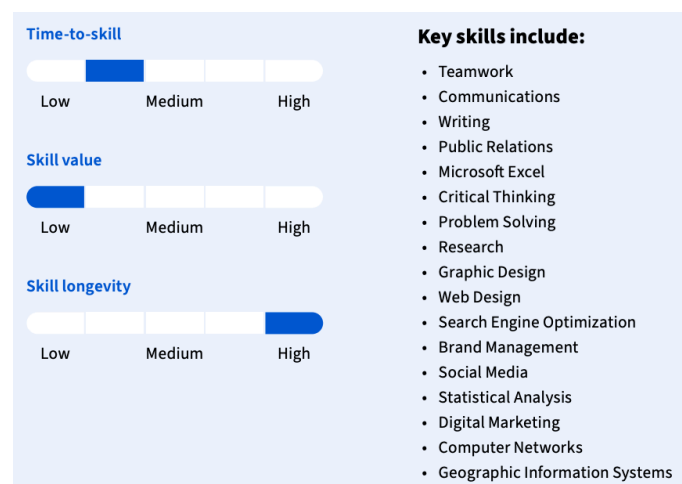 Time-to-skill
Low Medium High
Skill value
Low Medium High
Skill longevity
Low Medium High
Key skills include:
• Teamwork
• Communications
• Writing
• Public Relations
• Microsoft Excel
• Critical Thinking
• Problem Solving
• Research
• Graphic Design
• Web Design
• Search Engine Optimization
• Brand Management
• Social Media
• Statistical Analysis
• Digital Marketing
• Computer Networks
• Geographic Information Systems